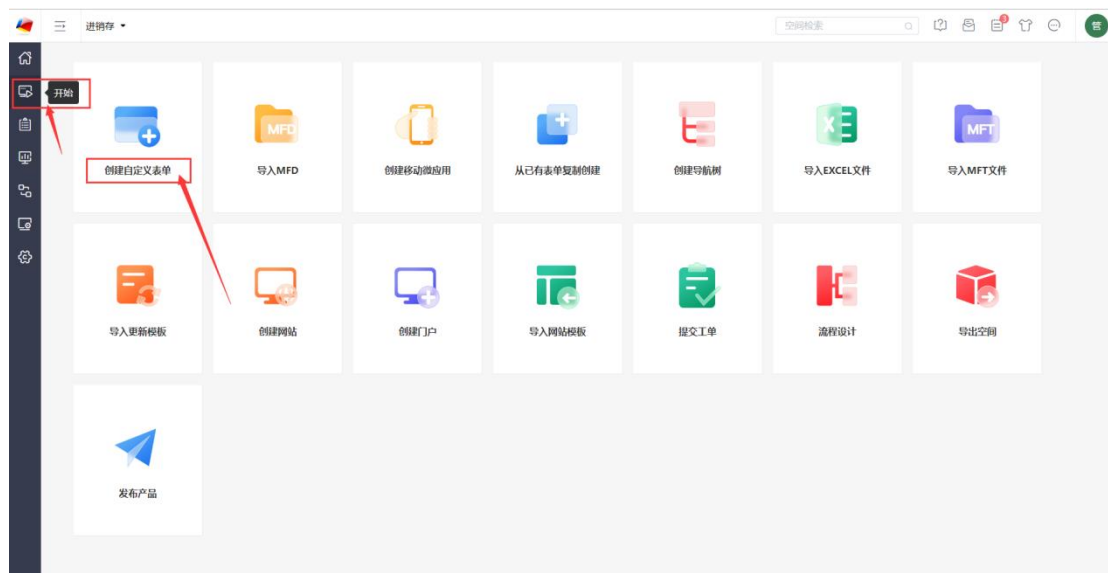 进销存
空间检索
3
管
开始
MFD
MFT
创建自定义表单
导入MFD
创建移动微应用
从已有表单复制创建
创建导航树
导入EXCEL文件
导入MFT文件
导入更新模板
创建网站
创建门户
导入网站模板
提交工单
流程设计
导出空间
发布产品